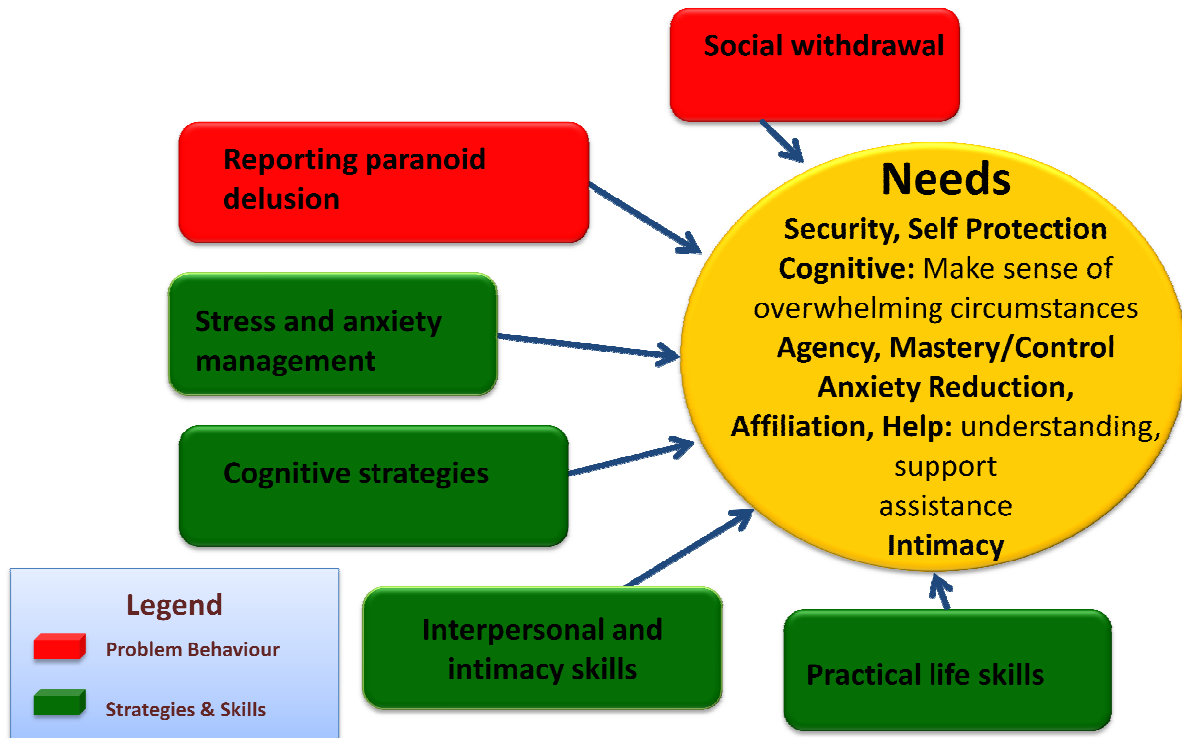 Social withdrawal
Reporting paranoid
delusion
Needs
Security, Self Protection
Cognitive: Make sense of
overwhelming circumstances
Agency, Mastery/Control
Anxiety Reduction,
Affiliation, Help: understanding,
support
assistance
Intimacy
Stress and anxiety
management
Cognitive strategies
Interpersonal and
intimacy skills
Practical life skills
Legend
Problem Behaviour
Strategies & Skills